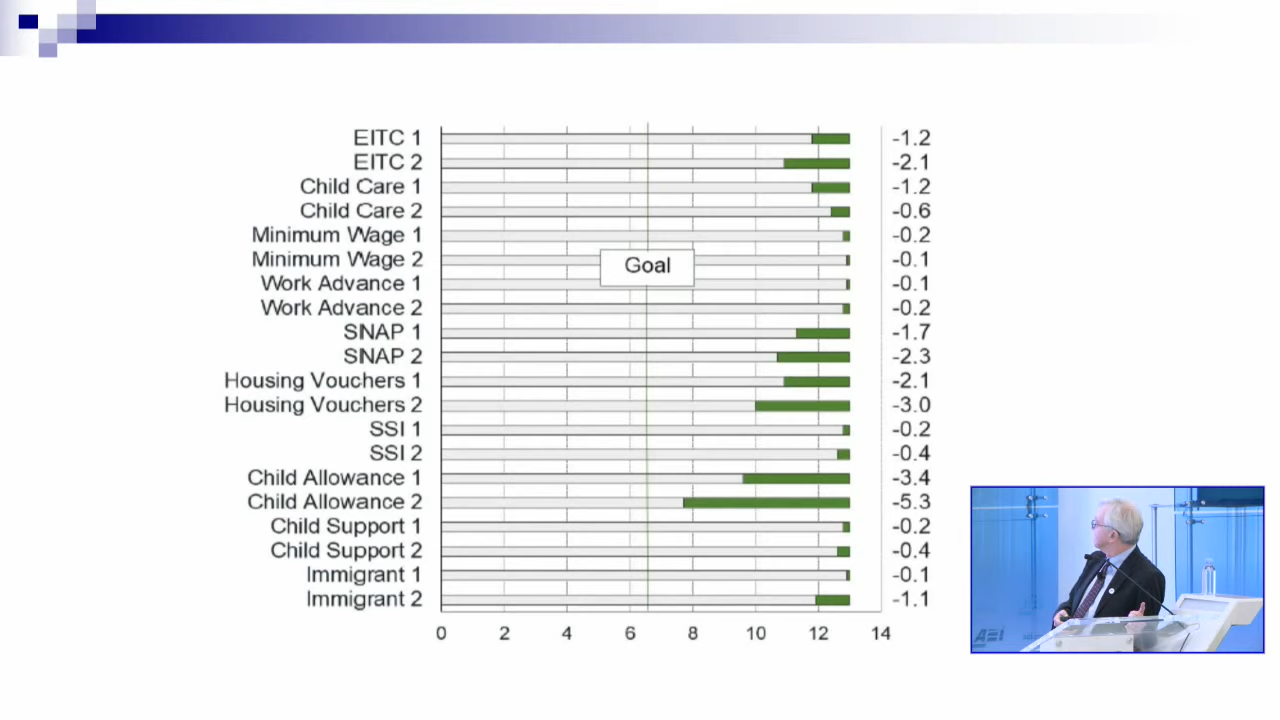 EITC 1 -1.2
EITC 2 -2.1
Child Care 1 -1.2
Child Care 2 -0.6
Minimum Wage 1 -0.2
Minimum Wage 2 -0.1
Goal
Work Advance 1 -0.1
Work Advance 2 -0.2
SNAP 1 -1.7
SNAP 2 -2.3
Housing Vouchers 1 -2.1
Housing Vouchers 2 -3.0
SSI 1 -0.2
SSI 2 -0.4
Child Allowance 1 -3.4
Child Allowance 2 -5.3
Child Support 1 -0.2
Child Support 2 -0.4
Immigrant 1 -0.1
Immigrant 2 -1.1
0 2 4 6 8 10 12 14
AEI